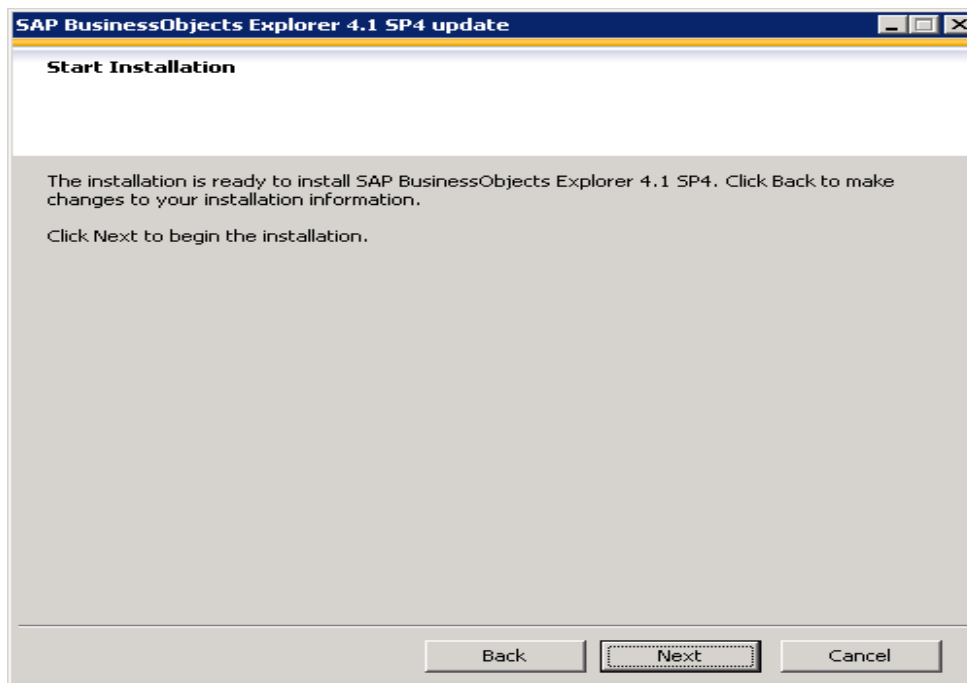 SAP BusinessObjects Explorer 4.1 SP4 update
Start Installation
The installation is ready to install SAP BusinessObjects Explorer 4.1 SP4. Click Back to make
changes to your installation information.
Click Next to begin the installation.
Back Next Cancel